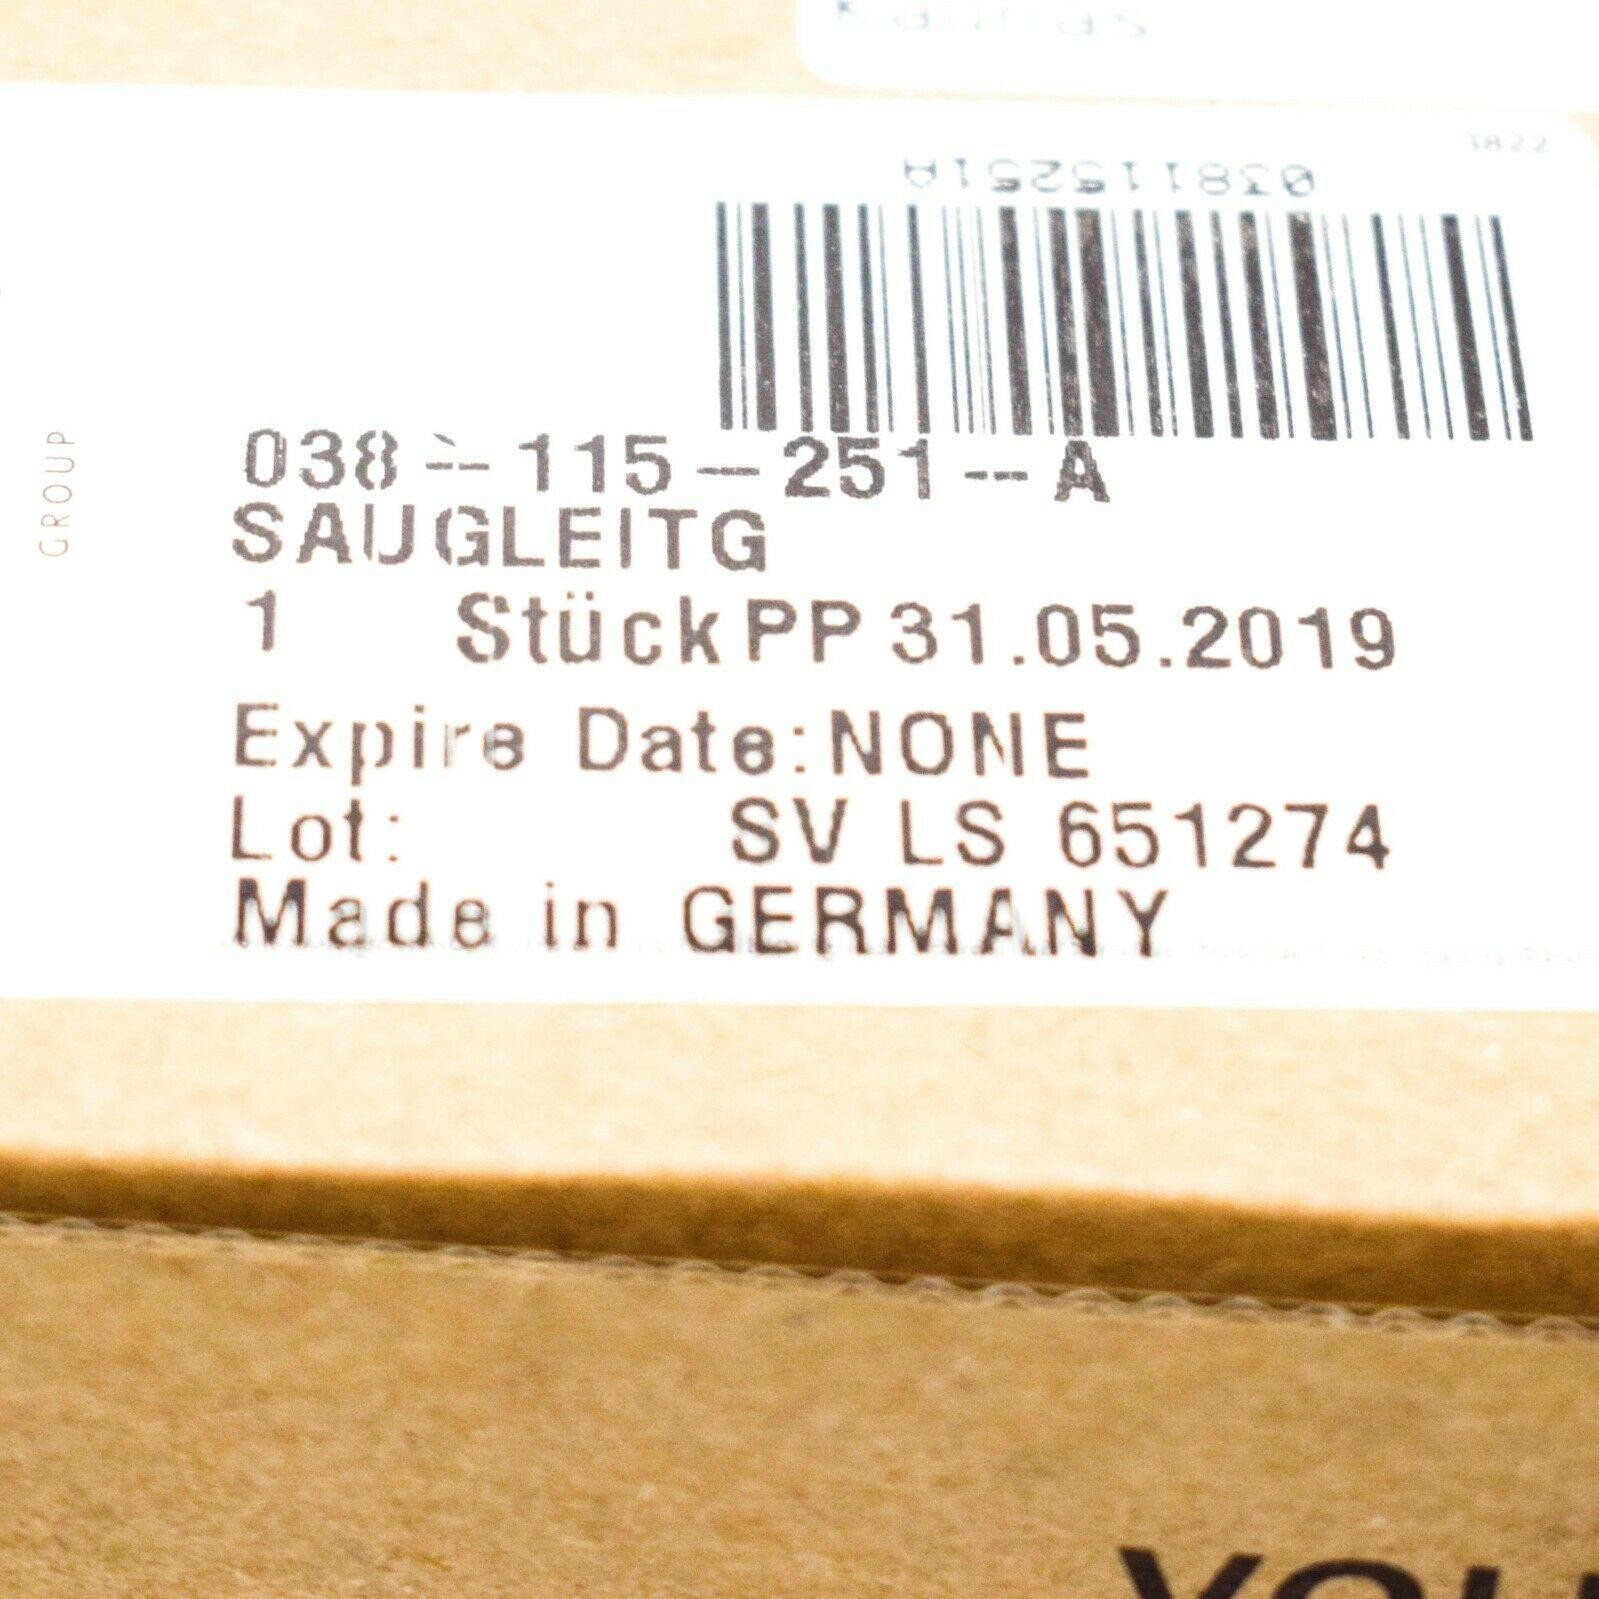 Kaunas
3822
038115251A
GROUP
038-115-251-A
SAUGLEITG
1 Stück PP 31.05.2019
Expire Date: NONE
Lot: SV LS 651274
Made in GERMANY